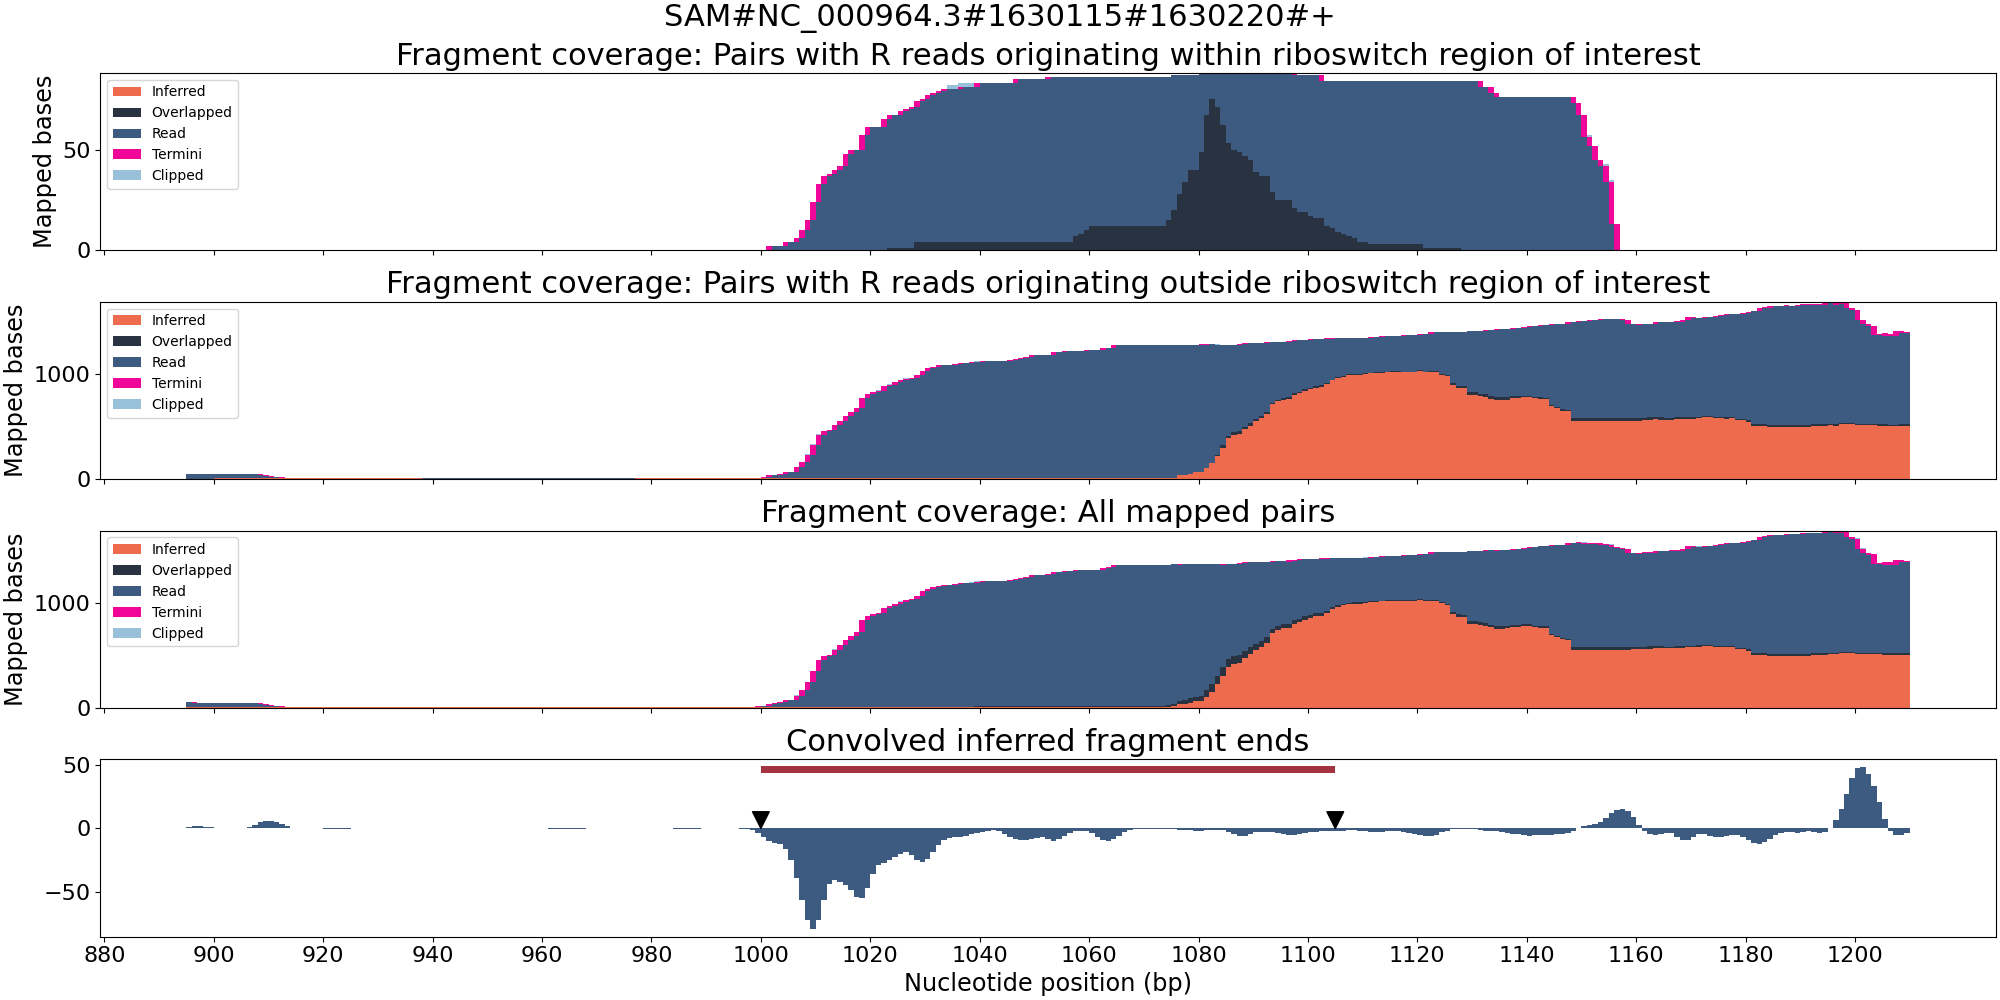 SAM#NC_000964.3#1630115#1630220#+
Fragment coverage: Pairs with R reads originating within riboswitch region of interest
Mapped bases
50
0
Inferred
Overlapped
Read
Termini
Clipped
Fragment coverage: Pairs with R reads originating outside riboswitch region of interest
Mapped bases
1000
0
Inferred
Overlapped
Read
Termini
Clipped
Fragment coverage: All mapped pairs
Mapped bases
1000
0
Inferred
Overlapped
Read
Termini
Clipped
Convolved inferred fragment ends
50
0
−50
880 900 920 940 960 980 1000 1020 1040 1060 1080 1100 1120 1140 1160 1180 1200
Nucleotide position (bp)